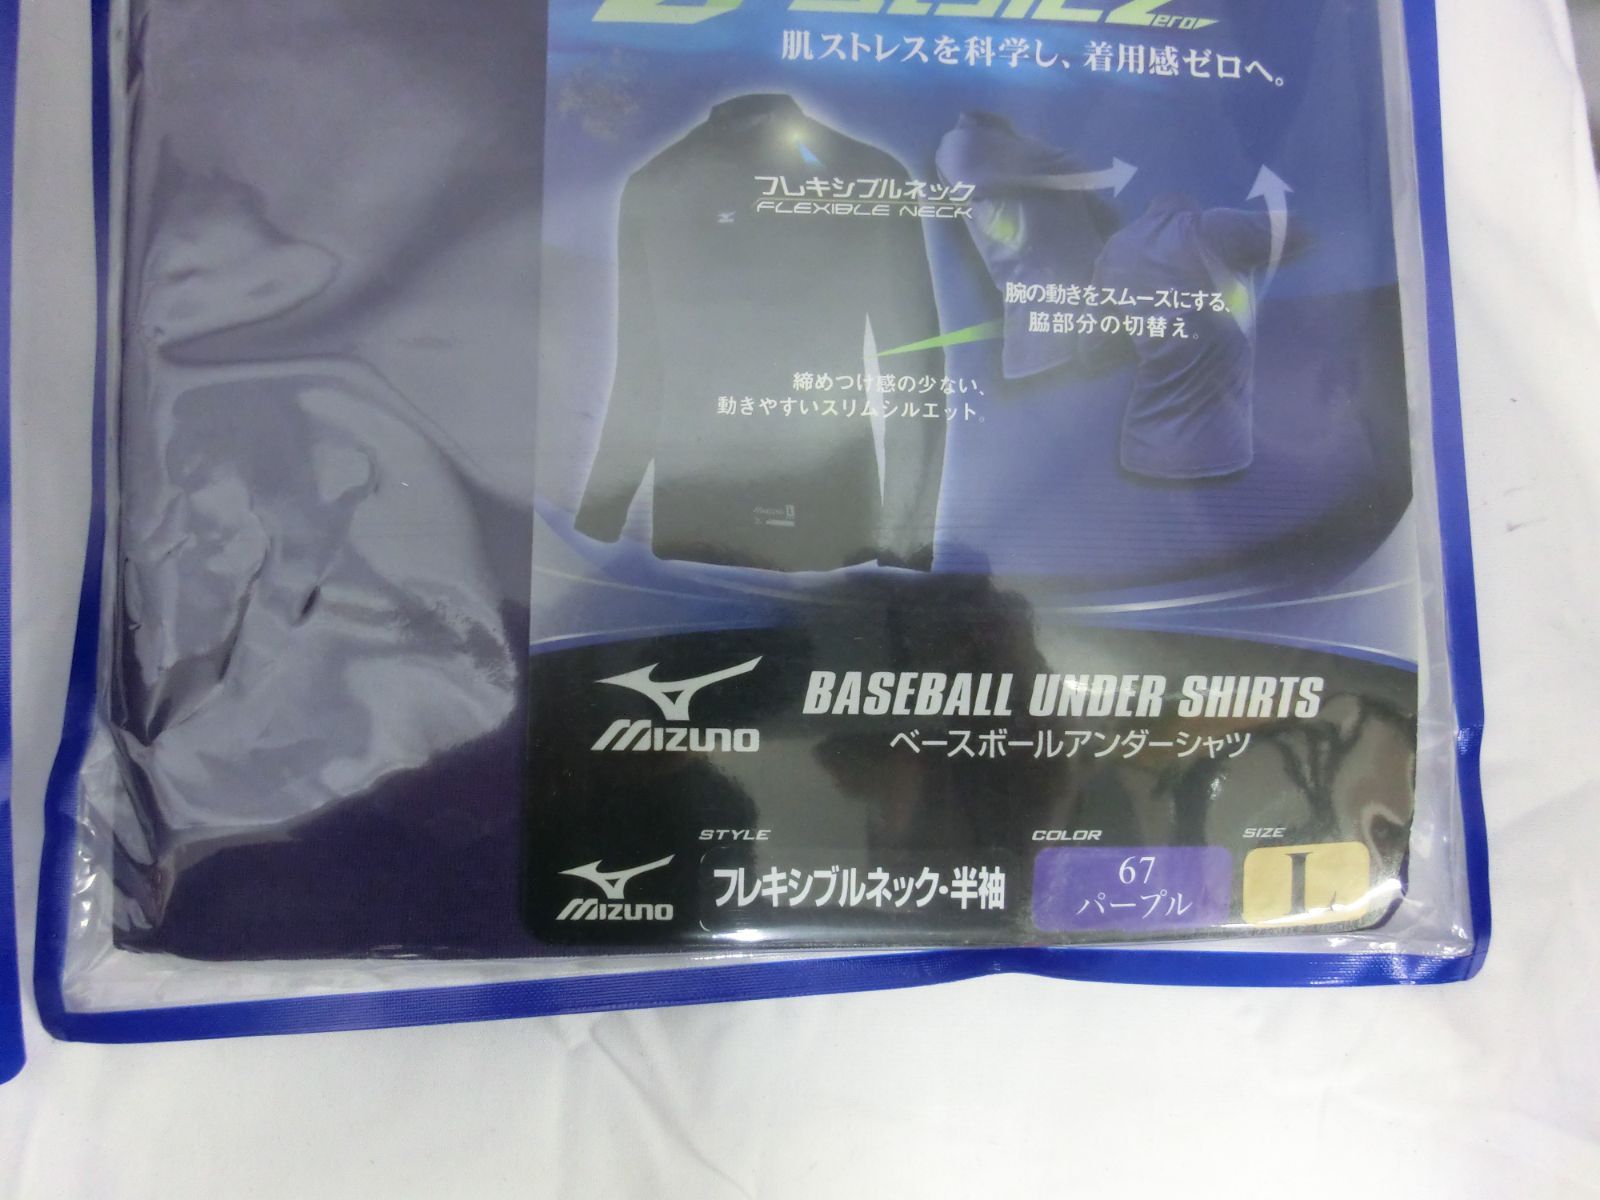 ero
肌ストレスを科学し、着用感ゼロへ。
フレキシブルネック
FLEXIBLE NECK
腕の動きをスムーズにする、
脇部分の切替え。
締めつけ感の少ない、
動きやすいスリムシルエット。
MIZUNO
BASEBALL UNDER SHIRTS
ベースボールアンダーシャツ
STYLE
COLOR
SIZE
MIZUNO
フレキシブルネック・半袖
67
パープル
L